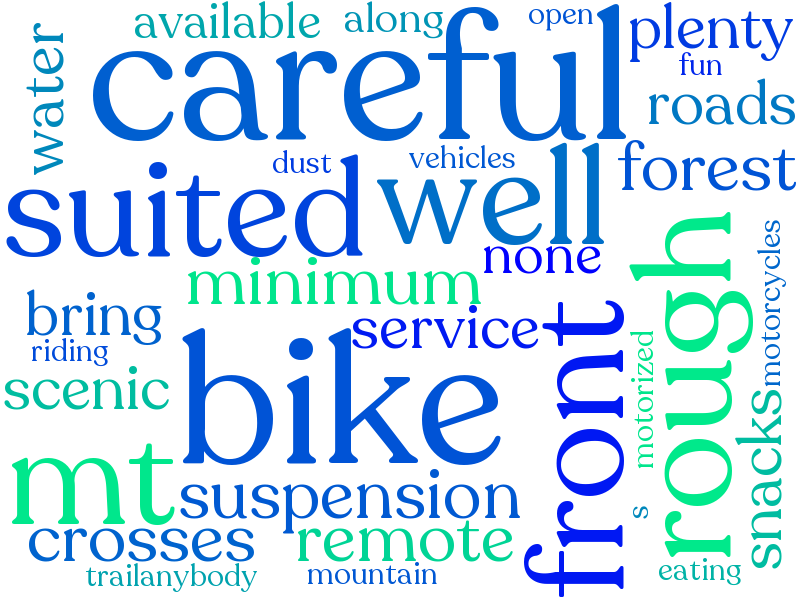 available
along
open
plenty
water
careful
fun
roads
dust
vehicles
forest
suited
well
none
minimum
rough
motorcycles
bring
service
riding
front
motorized
scenic
bike
snacks
mt
suspension
s
crosses
remote
trailanybody
mountain
eating